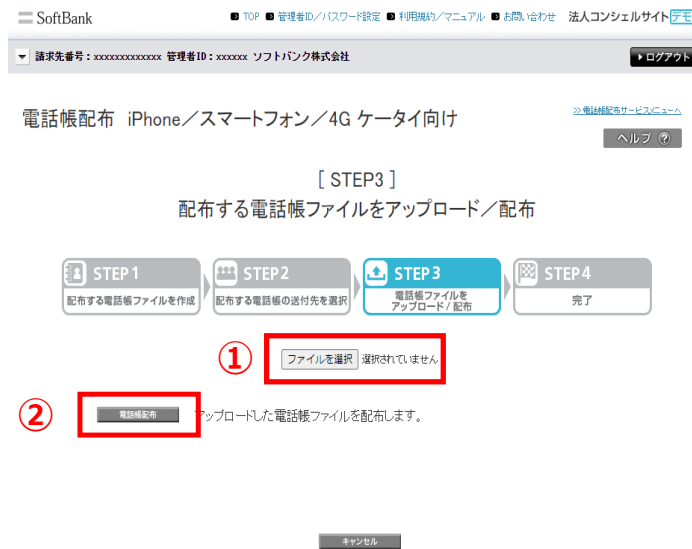 SoftBank
TOP 管理者ID／パスワード設定 利用規約／マニュアル お問い合わせ 法人コンシェルサイト デモ
請求先番号：xxxxxxxxxxxxx 管理者ID：xxxxxx ソフトバンク株式会社
ログアウト
電話帳配布 iPhone／スマートフォン／4G ケータイ向け
≫電話帳配布サービスメニューへ
ヘルプ ?
［ STEP3 ］
配布する電話帳ファイルをアップロード／配布
STEP 1
配布する電話帳ファイルを作成
STEP 2
配布する電話帳の送付先を選択
STEP 3
電話帳ファイルを
アップロード / 配布
STEP 4
完了
① ファイルを選択 選択されていません
② 電話帳配布 アップロードした電話帳ファイルを配布します。
キャンセル